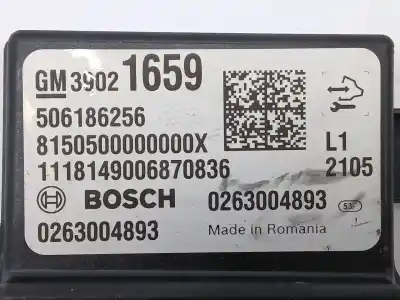 GM 3902 1659
506186256
8150500000000X
1118149006870836
L1
2105
BOSCH 0263004893
0263004893 Made in Romania